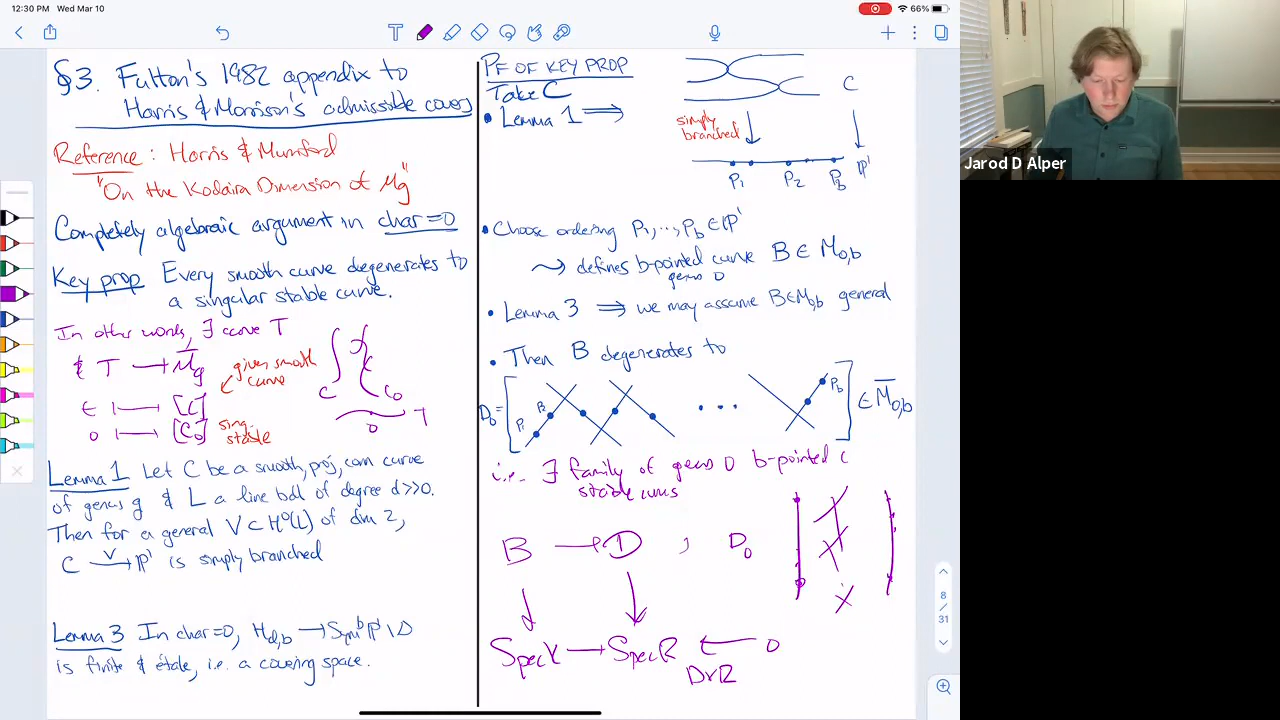 12:30 PM Wed Mar 10
66%
§3. Fulton's 1982 appendix to
Harris & Morrison's admissible covers
Reference: Harris & Mumford
"On the Kodaira Dimension of Mg"
Completely algebraic argument in char=0
Key prop Every smooth curve degenerates to
a singular stable curve.
In other words, ∃ curve T
& T → M̄g
given smooth
curve
t ↦ [C]
0 ↦ [C₀]
sing.
stable
C C₀
0 T
Lemma 1 Let C be a smooth, proj, conn curve
of genus g & L a line bdl of degree d>>0.
Then for a general V ⊂ H⁰(L) of dim 2,
C →V P¹ is simply branched
Lemma 3 In char=0, H_{d,b} → Sym^b P¹ \ Δ
is finite & étale, i.e. a covering space.
PF OF KEY PROP
Take C
• Lemma 1 ⟹
C
simply
branched
P₁ P₂ P_b P¹
• Choose ordering P₁, ..., P_b ∈ P¹
⤳ defines b-pointed curve B ∈ M₀,b
genus 0
• Lemma 3 ⟹ we may assume B∈M₀,b general
• Then B degenerates to
D₀ = [ P₁ P₂ ... P_b ] ∈ M̄₀,b
i.e. ∃ family of genus 0 b-pointed
stable curves
B → D , D₀
Spec K → Spec R ← 0
DVR
Jarod D Alper
8
/
31